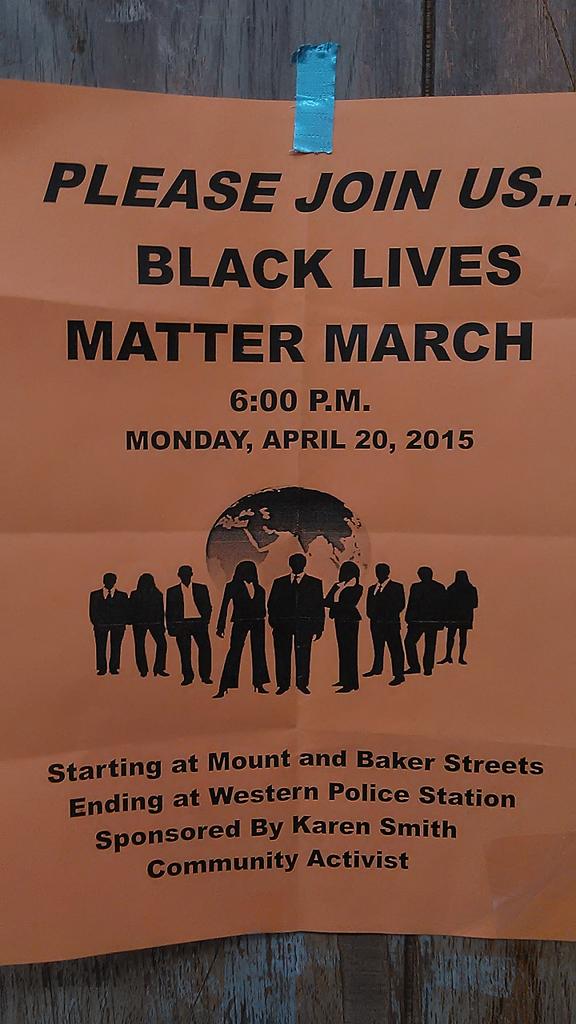 PLEASE JOIN US...
BLACK LIVES
MATTER MARCH
6:00 P.M.
MONDAY, APRIL 20, 2015
Starting at Mount and Baker Streets
Ending at Western Police Station
Sponsored By Karen Smith
Community Activist